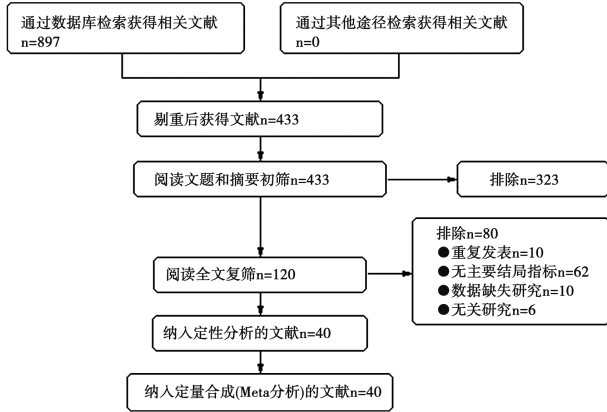 通过数据库检索获得相关文献
n=897
通过其他途径检索获得相关文献
n=0
剔重后获得文献n=433
阅读文题和摘要初筛n=433
排除n=323
阅读全文复筛n=120
排除n=80
●重复发表n=10
●无主要结局指标n=62
●数据缺失研究n=10
●无关研究n=6
纳入定性分析的文献n=40
纳入定量合成(Meta分析)的文献n=40